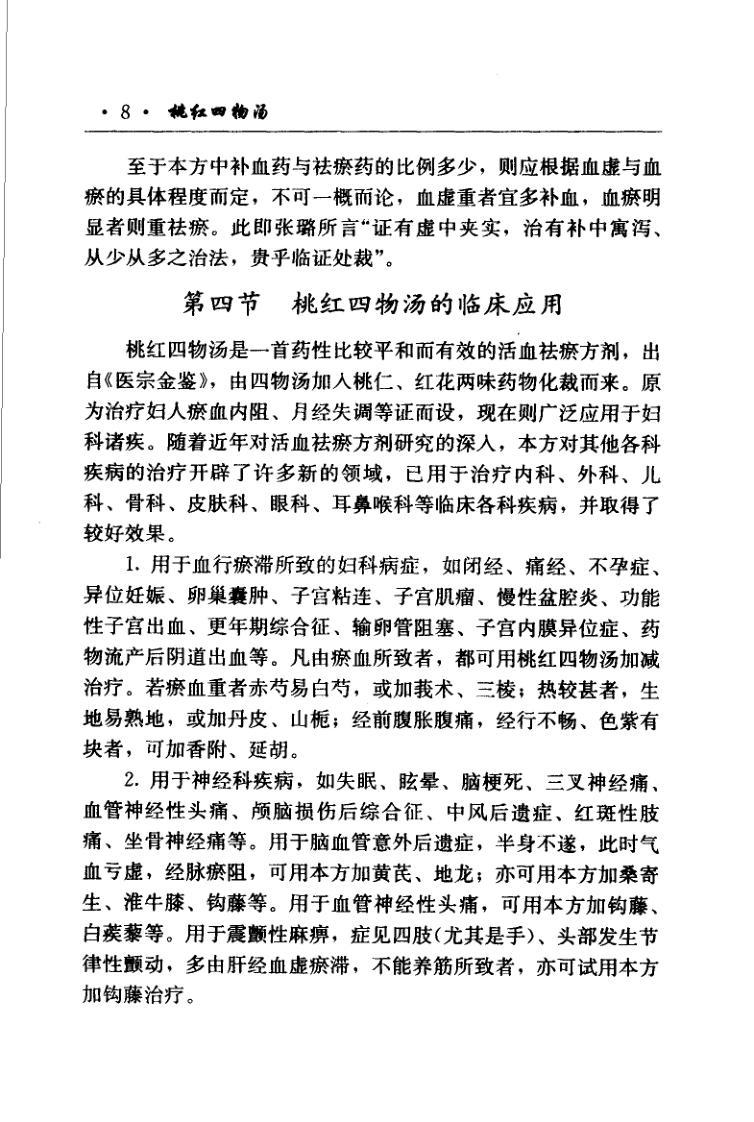 ·8· 桃红四物汤
至于本方中补血药与祛瘀药的比例多少，则应根据血虚与血
瘀的具体程度而定，不可一概而论，血虚重者宜多补血，血瘀明
显者则重祛瘀。此即张璐所言“证有虚中夹实，治有补中寓泻、
从少从多之治法，贵乎临证处裁”。
第四节 桃红四物汤的临床应用
桃红四物汤是一首药性比较平和而有效的活血祛瘀方剂，出
自《医宗金鉴》，由四物汤加入桃仁、红花两味药物化裁而来。原
为治疗妇人瘀血内阻、月经失调等证而设，现在则广泛应用于妇
科诸疾。随着近年对活血祛瘀方剂研究的深入，本方对其他各科
疾病的治疗开辟了许多新的领域，已用于治疗内科、外科、儿
科、骨科、皮肤科、眼科、耳鼻喉科等临床各科疾病，并取得了
较好效果。
1. 用于血行瘀滞所致的妇科病症，如闭经、痛经、不孕症、
异位妊娠、卵巢囊肿、子宫粘连、子宫肌瘤、慢性盆腔炎、功能
性子宫出血、更年期综合征、输卵管阻塞、子宫内膜异位症、药
物流产后阴道出血等。凡由瘀血所致者，都可用桃红四物汤加减
治疗。若瘀血重者赤芍易白芍，或加莪术、三棱；热较甚者，生
地易熟地，或加丹皮、山栀；经前腹胀腹痛，经行不畅、色紫有
块者，可加香附、延胡。
2. 用于神经科疾病，如失眠、眩晕、脑梗死、三叉神经痛、
血管神经性头痛、颅脑损伤后综合征、中风后遗症、红斑性肢
痛、坐骨神经痛等。用于脑血管意外后遗症，半身不遂，此时气
血亏虚，经脉瘀阻，可用本方加黄芪、地龙；亦可用本方加桑寄
生、淮牛膝、钩藤等。用于血管神经性头痛，可用本方加钩藤、
白蒺藜等。用于震颤性麻痹，症见四肢（尤其是手）、头部发生节
律性颤动，多由肝经血虚瘀滞，不能养筋所致者，亦可试用本方
加钩藤治疗。